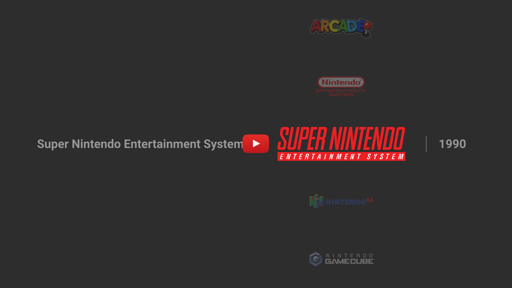 ARCADE
Nintendo
Super Nintendo Entertainment System
SUPER NINTENDO
ENTERTAINMENT SYSTEM
1990
NINTENDO64
NINTENDO
GAMECUBE